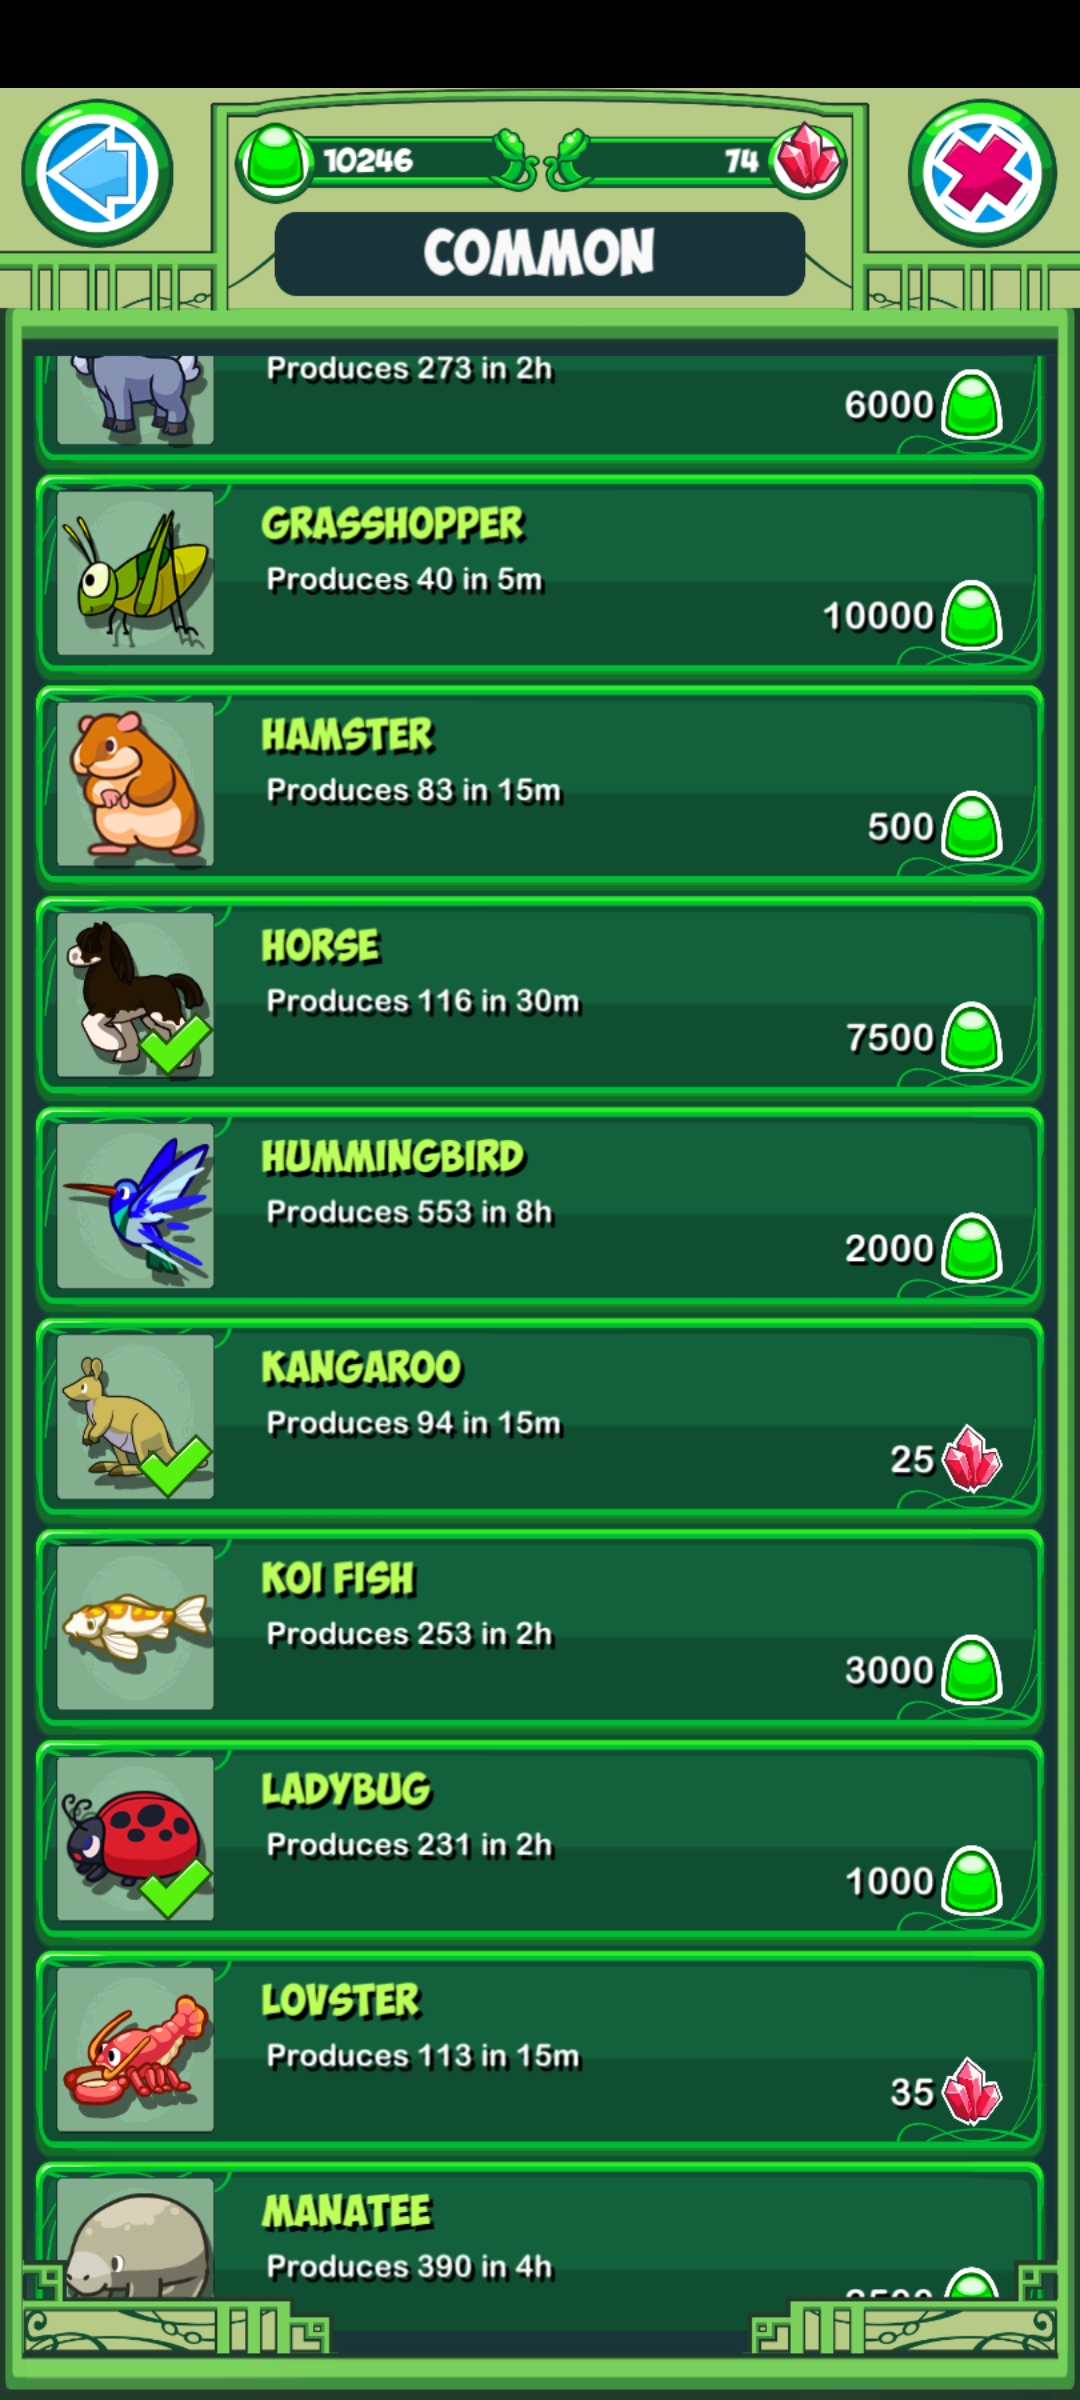 10246
74
COMMON
Produces 273 in 2h
6000
GRASSHOPPER
Produces 40 in 5m
10000
HAMSTER
Produces 83 in 15m
500
HORSE
Produces 116 in 30m
7500
HUMMINGBIRD
Produces 553 in 8h
2000
KANGAROO
Produces 94 in 15m
25
KOI FISH
Produces 253 in 2h
3000
LADYBUG
Produces 231 in 2h
1000
LOVSTER
Produces 113 in 15m
35
MANATEE
Produces 390 in 4h